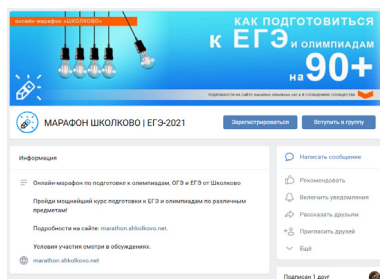 онлайн-марафон «ШКОЛКОВО»
КАК ПОДГОТОВИТЬСЯ
К ЕГЭ И ОЛИМПИАДАМ
НА 90+
МАРАФОН ШКОЛКОВО | ЕГЭ-2021
Зарегистрироваться
Вступить в группу
Информация
Онлайн-марафон по подготовке к олимпиадам, ОГЭ и ЕГЭ от Школково
Пройди мощнейший курс подготовки к ЕГЭ и олимпиадам по различным
предметам!
Подробности на сайте: marathon.shkolkovo.net.
Условия участия смотри в обсуждениях.
marathon.shkolkovo.net
Написать сообщение
Рекомендовать
Включить уведомления
Рассказать друзьям
Пригласить друзей
Ещё
Подписан 1 друг